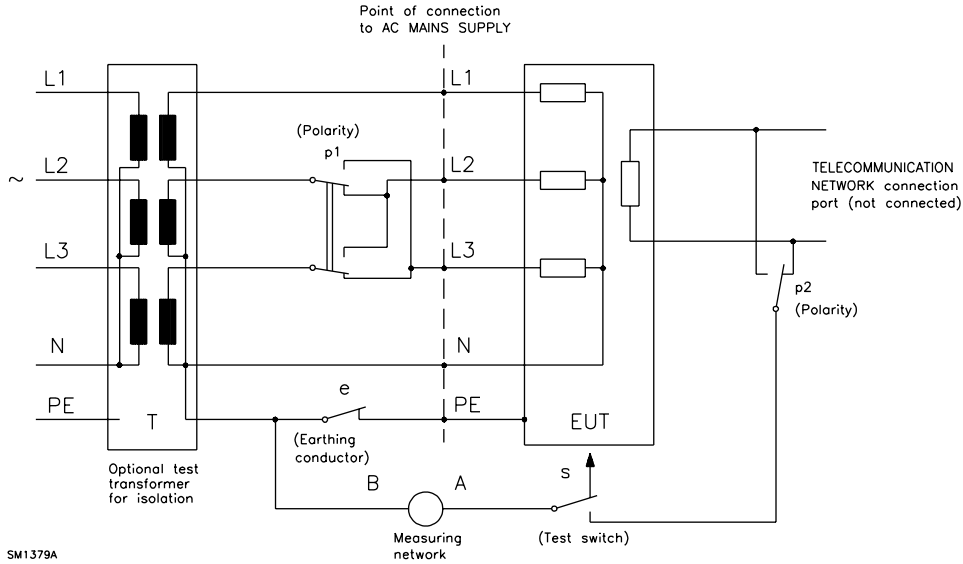 Point of connection
to AC MAINS SUPPLY
L1
L1
(Polarity)
p1
~
L2
L2
TELECOMMUNICATION
NETWORK connection
port (not connected)
L3
L3
p2
(Polarity)
N
N
e
PE
PE
T
EUT
(Earthing
conductor)
Optional test
transformer
for isolation
B
A
s
Measuring
network
(Test switch)
SM1379A